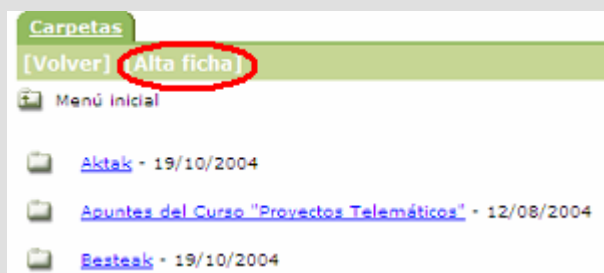 Carpetas
[Volver] [Alta ficha]
Menú inicial
Aktak - 19/10/2004
Apuntes del Curso "Proyectos Telemáticos" - 12/08/2004
Besteak - 19/10/2004